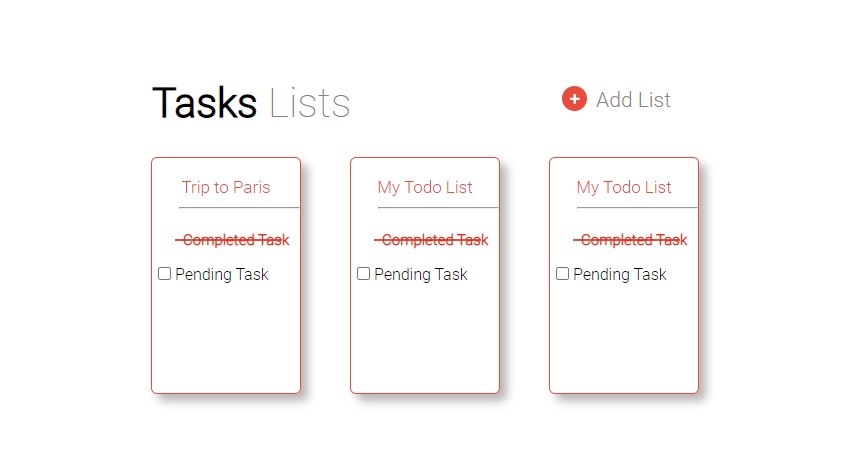 Tasks Lists
Add List
Trip to Paris
Completed Task
Pending Task
My Todo List
Completed Task
Pending Task
My Todo List
Completed Task
Pending Task